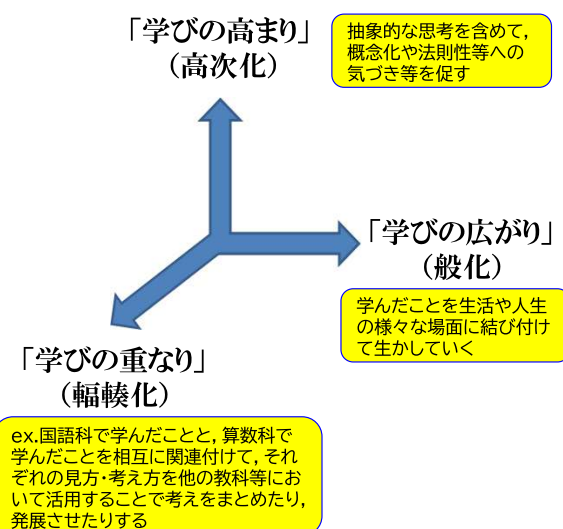 「学びの高まり」
（高次化）
抽象的な思考を含めて，
概念化や法則性等への
気づき等を促す
「学びの広がり」
（般化）
学んだことを生活や人生
の様々な場面に結び付け
て生かしていく
「学びの重なり」
（輻輳化）
ex.国語科で学んだことと，算数科で
学んだことを相互に関連付けて，それ
ぞれの見方・考え方を他の教科等にお
いて活用することで考えをまとめたり，
発展させたりする